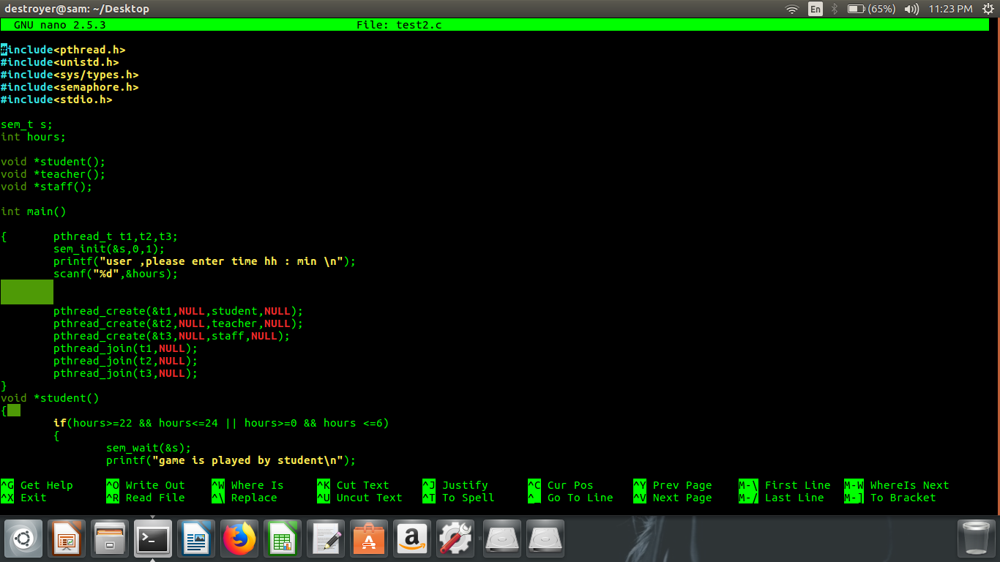 destroyer@sam: ~/Desktop En (65%) 11:23 PM
GNU nano 2.5.3 File: test2.c
#include<pthread.h>
#include<unistd.h>
#include<sys/types.h>
#include<semaphore.h>
#include<stdio.h>
sem_t s;
int hours;
void *student();
void *teacher();
void *staff();
int main()
{ pthread_t t1,t2,t3;
sem_init(&s,0,1);
printf("user ,please enter time hh : min \n");
scanf("%d",&hours);
pthread_create(&t1,NULL,student,NULL);
pthread_create(&t2,NULL,teacher,NULL);
pthread_create(&t3,NULL,staff,NULL);
pthread_join(t1,NULL);
pthread_join(t2,NULL);
pthread_join(t3,NULL);
}
void *student()
{
if(hours>=22 && hours<=24 || hours>=0 && hours <=6)
{
sem_wait(&s);
printf("game is played by student\n");
^G Get Help ^O Write Out ^W Where Is ^K Cut Text ^J Justify ^C Cur Pos ^Y Prev Page M-\ First Line M-W WhereIs Next
^X Exit ^R Read File ^\ Replace ^U Uncut Text ^T To Spell ^_ Go To Line ^V Next Page M-/ Last Line M-] To Bracket